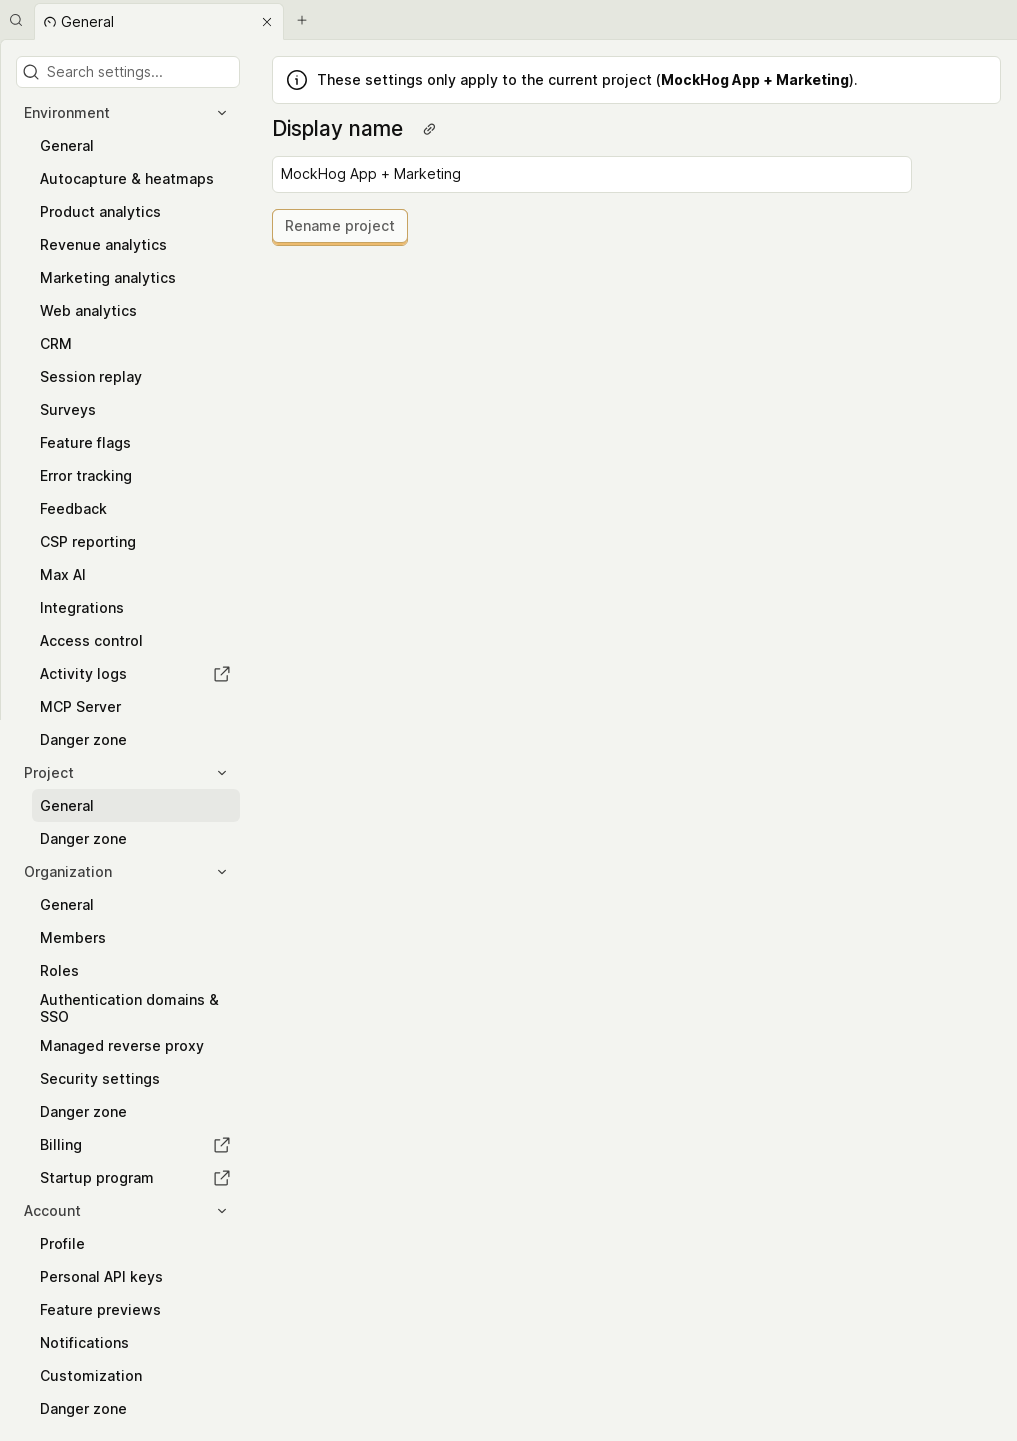 General
Search settings...
Environment
General
Autocapture & heatmaps
Product analytics
Revenue analytics
Marketing analytics
Web analytics
CRM
Session replay
Surveys
Feature flags
Error tracking
Feedback
CSP reporting
Max AI
Integrations
Access control
Activity logs
MCP Server
Danger zone
Project
General
Danger zone
Organization
General
Members
Roles
Authentication domains &
SSO
Managed reverse proxy
Security settings
Danger zone
Billing
Startup program
Account
Profile
Personal API keys
Feature previews
Notifications
Customization
Danger zone
These settings only apply to the current project (MockHog App + Marketing).
Display name
MockHog App + Marketing
Rename project